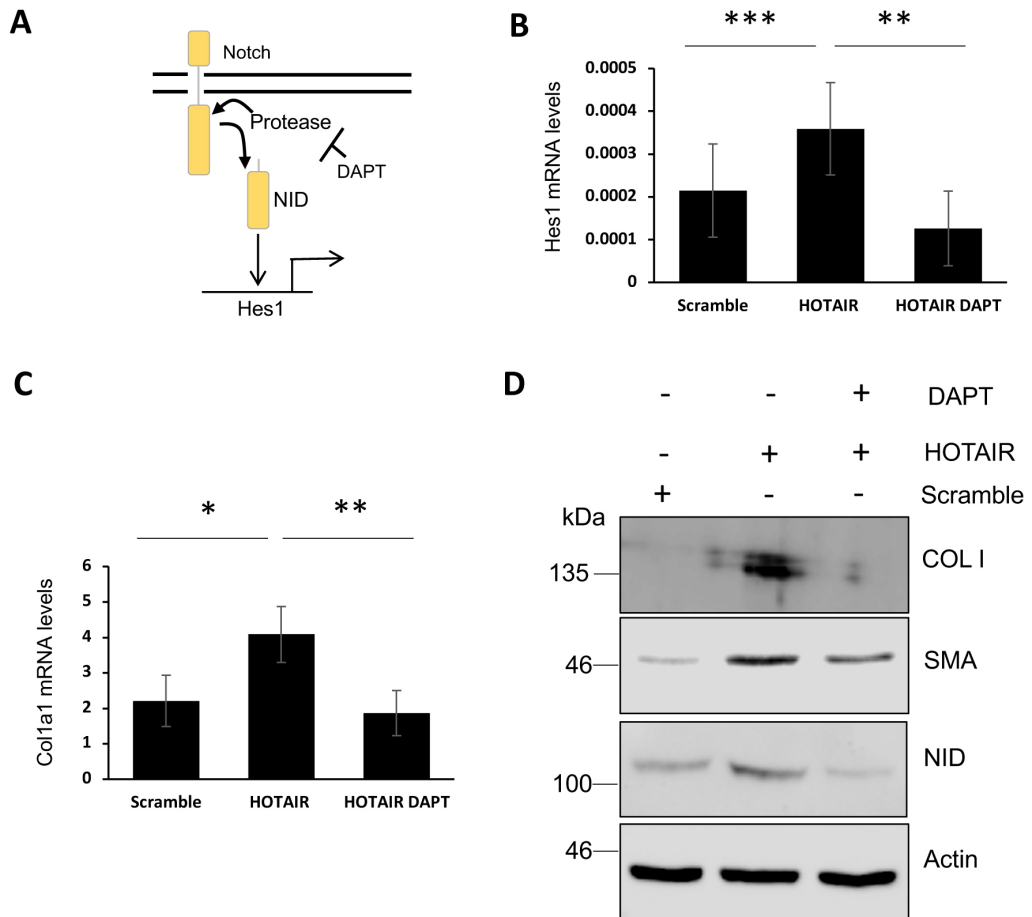 A
Notch
Protease
DAPT
NID
Hes1
B
*** **
Hes1 mRNA levels
0.0005
0.0004
0.0003
0.0002
0.0001
0
Scramble HOTAIR HOTAIR DAPT
C
* **
Col1a1 mRNA levels
6
5
4
3
2
1
0
Scramble HOTAIR HOTAIR DAPT
D
- - + DAPT
- + + HOTAIR
+ - - Scramble
kDa
135 COL I
46 SMA
NID
100
46
Actin